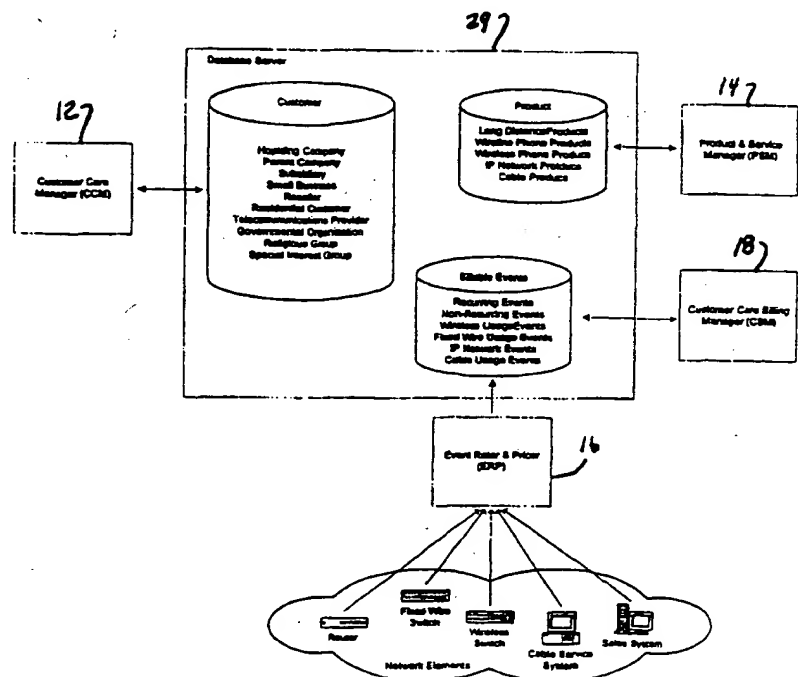 29
Database Server
12
Customer Care
Manager (CCM)
Customer
Holding Company
Parent Company
Subsidiary
Small Business
Reseller
Residential Customer
Telecommunications Provider
Governmental Organization
Religious Group
Special Interest Group
Product
Long Distance Products
Wireline Phone Products
Wireless Phone Products
IP Network Products
Cable Products
14
Product & Service
Manager (PSM)
Billable Events
Recurring Events
Non-Recurring Events
Wireless Usage Events
Fixed Wire Usage Events
IP Network Events
Cable Usage Events
18
Customer Care Billing
Manager (CBM)
Event Rater & Pricer
(ERP)
16
Router
Fixed Wire
Switch
Wireless
Switch
Cable Service
System
Sales System
Network Elements